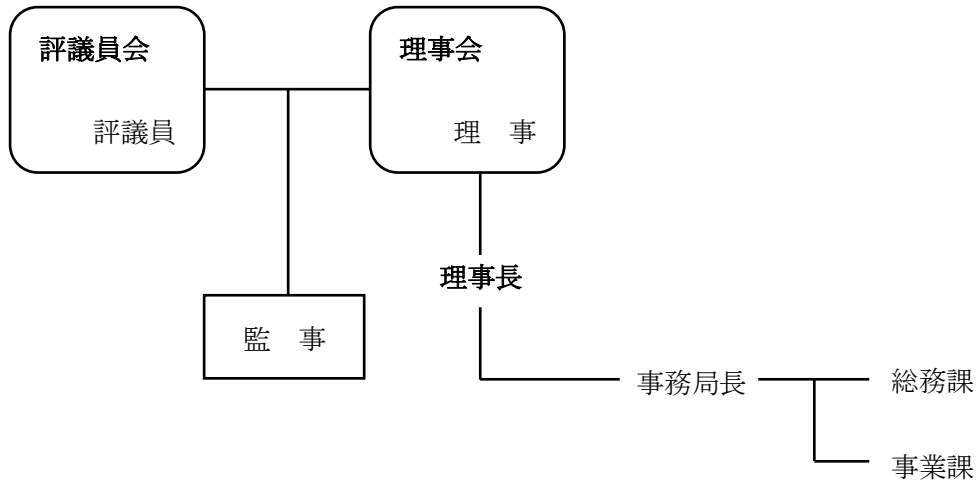 評議員会
評議員
理事会
理　事
理事長
監　事
事務局長
総務課
事業課